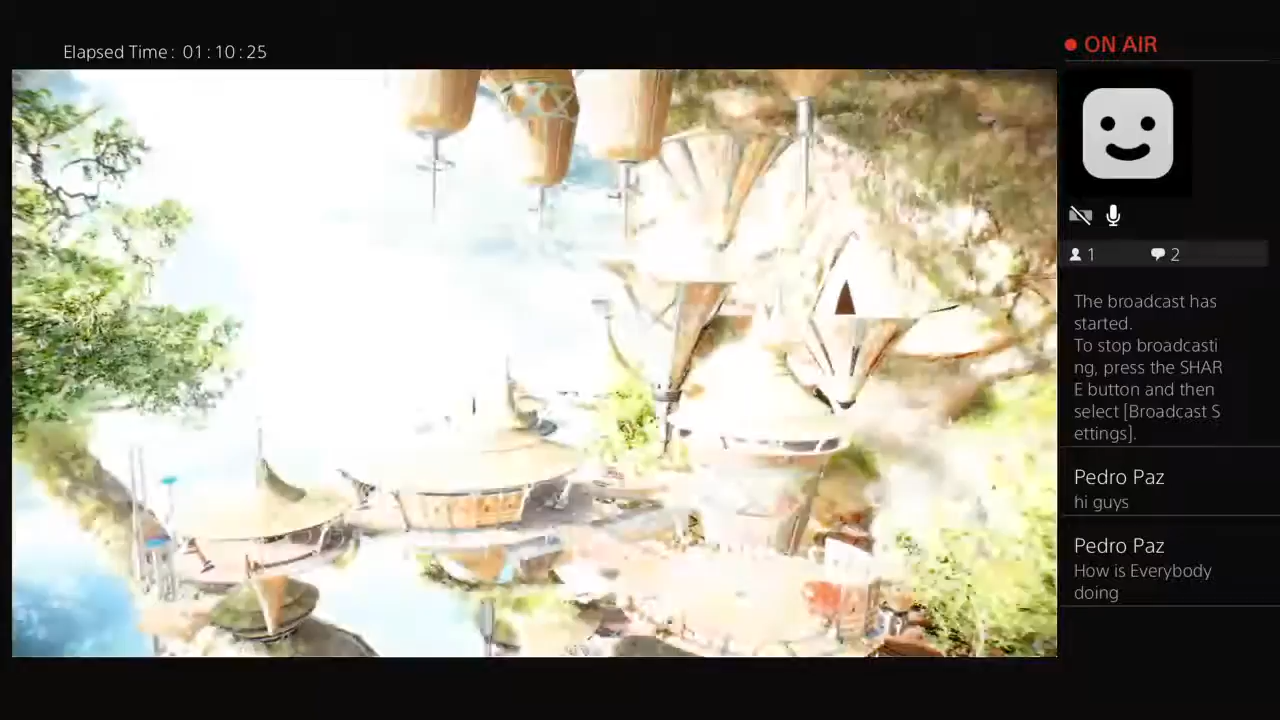 Elapsed Time: 01:10:25
ON AIR
1
2
The broadcast has
started.
To stop broadcasti
ng, press the SHAR
E button and then
select [Broadcast S
ettings].
Pedro Paz
hi guys
Pedro Paz
How is Everybody
doing